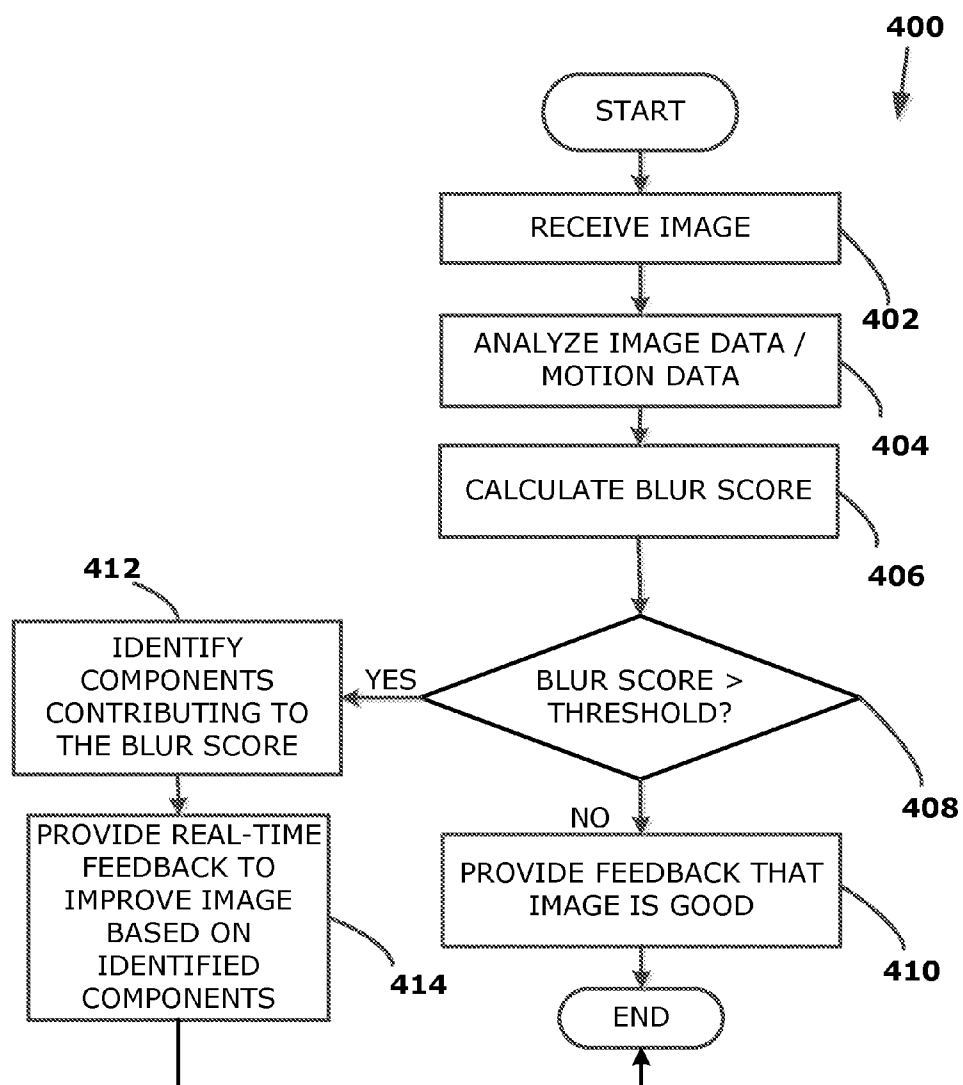 400
START
RECEIVE IMAGE
402
ANALYZE IMAGE DATA /
MOTION DATA
404
CALCULATE BLUR SCORE
406
BLUR SCORE >
THRESHOLD?
408
YES
412
IDENTIFY
COMPONENTS
CONTRIBUTING TO
THE BLUR SCORE
PROVIDE REAL-TIME
FEEDBACK TO
IMPROVE IMAGE
BASED ON
IDENTIFIED
COMPONENTS
414
NO
PROVIDE FEEDBACK THAT
IMAGE IS GOOD
410
END